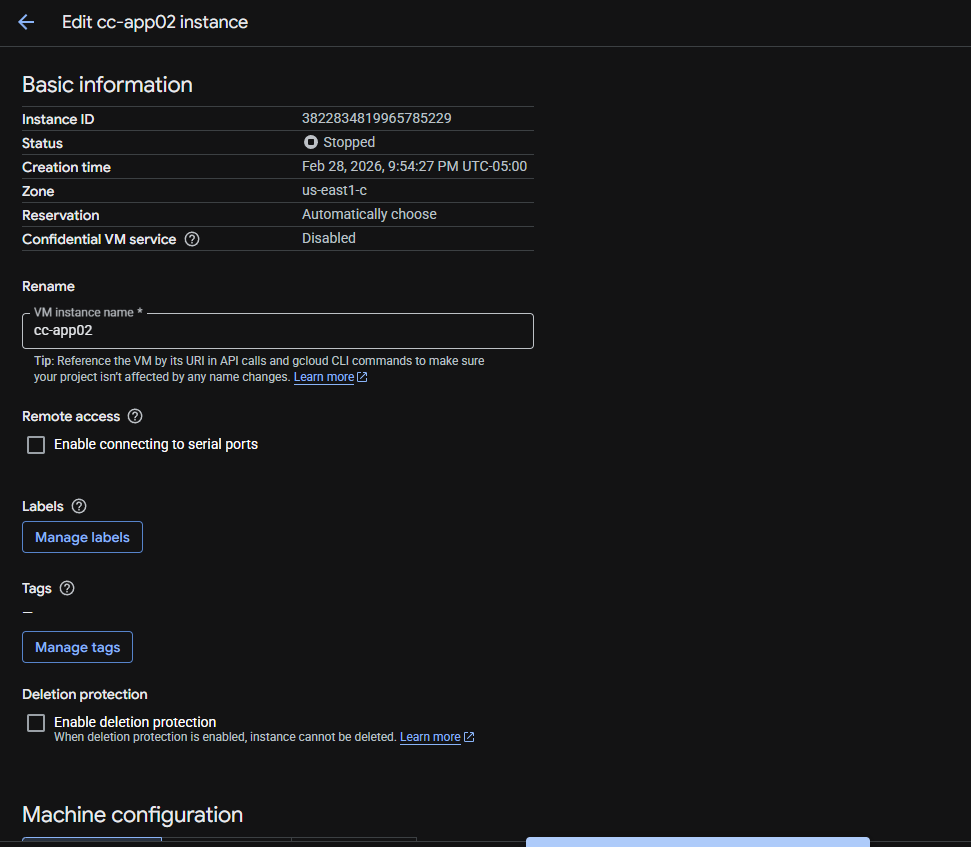 Edit cc-app02 instance
Basic information
Instance ID 3822834819965785229
Status Stopped
Creation time Feb 28, 2026, 9:54:27 PM UTC-05:00
Zone us-east1-c
Reservation Automatically choose
Confidential VM service Disabled
Rename
VM instance name *
cc-app02
Tip: Reference the VM by its URI in API calls and gcloud CLI commands to make sure
your project isn't affected by any name changes. Learn more
Remote access
Enable connecting to serial ports
Labels
Manage labels
Tags
—
Manage tags
Deletion protection
Enable deletion protection
When deletion protection is enabled, instance cannot be deleted. Learn more
Machine configuration